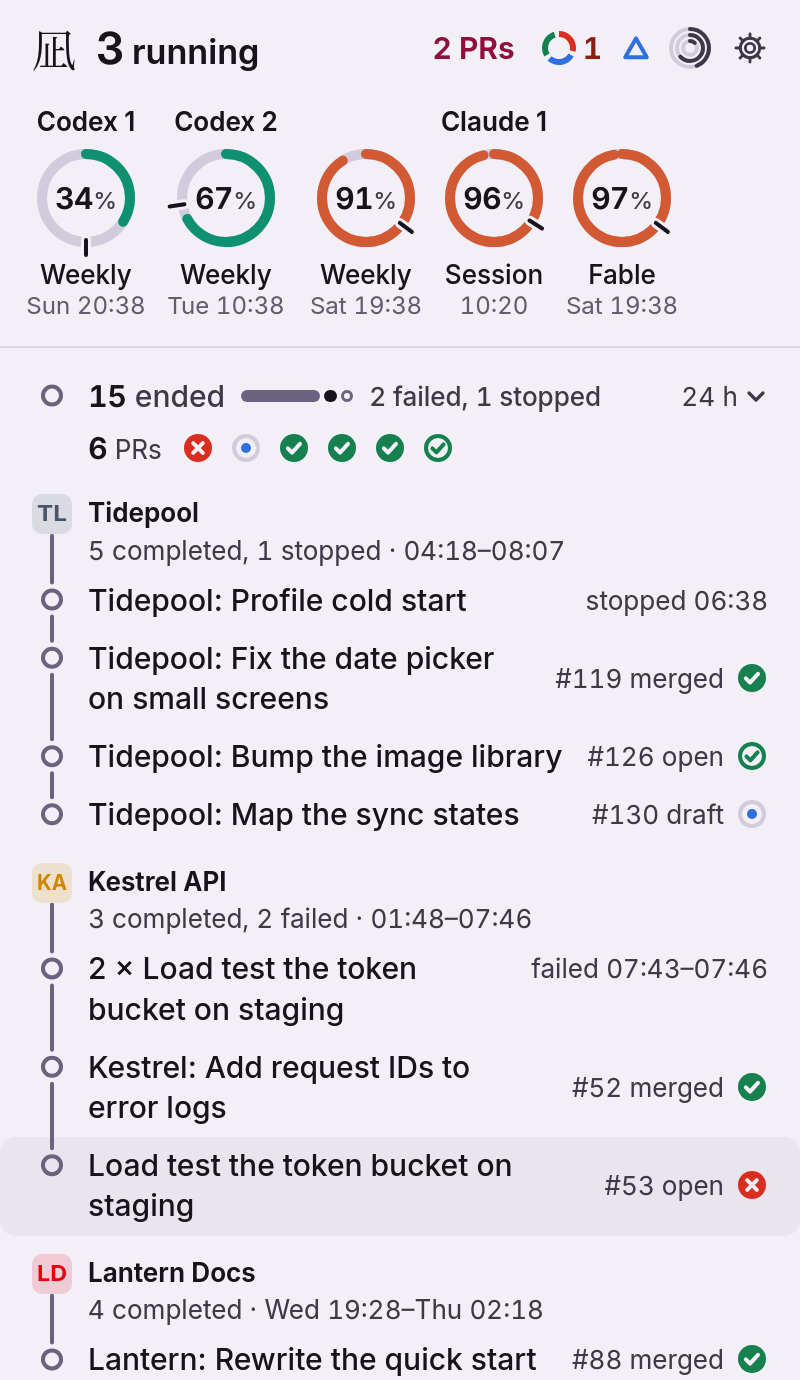 凪 3 running 2 PRs 1
Codex 1 Codex 2 Claude 1
34% 67% 91% 96% 97%
Weekly Weekly Weekly Session Fable
Sun 20:38 Tue 10:38 Sat 19:38 10:20 Sat 19:38
15 ended 2 failed, 1 stopped 24 h
6 PRs
TL Tidepool
5 completed, 1 stopped · 04:18–08:07
Tidepool: Profile cold start stopped 06:38
Tidepool: Fix the date picker
on small screens
#119 merged
Tidepool: Bump the image library #126 open
Tidepool: Map the sync states #130 draft
KA Kestrel API
3 completed, 2 failed · 01:48–07:46
2 × Load test the token failed 07:43–07:46
bucket on staging
Kestrel: Add request IDs to
error logs
#52 merged
Load test the token bucket on
staging
#53 open
LD Lantern Docs
4 completed · Wed 19:28–Thu 02:18
Lantern: Rewrite the quick start #88 merged